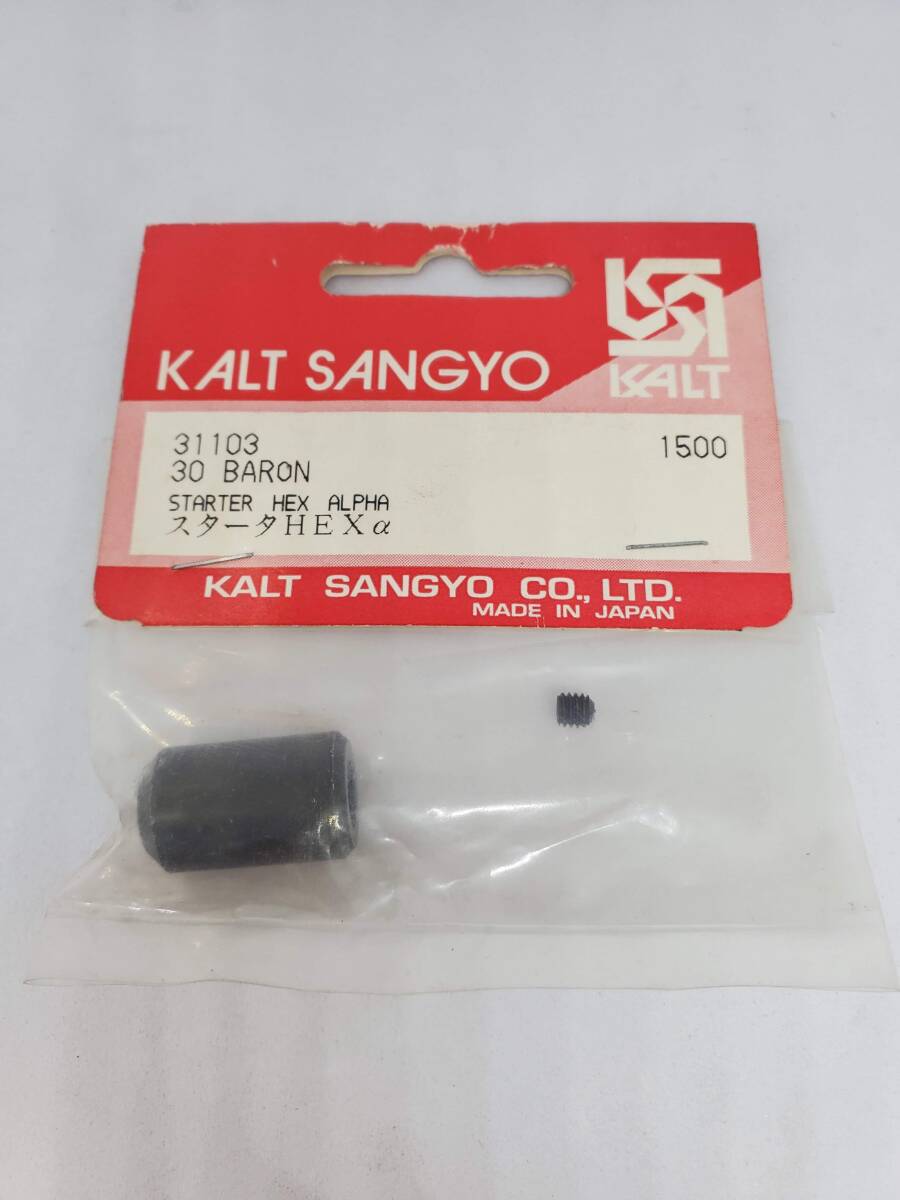 KALT SANGYO
KALT
31103
1500
30 BARON
STARTER HEX ALPHA
スタータHEXα
KALT SANGYO CO., LTD.
MADE IN JAPAN